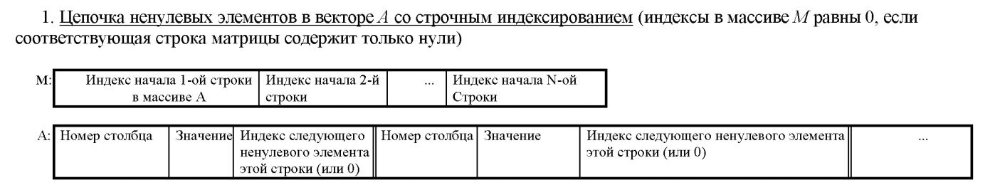 1. Цепочка ненулевых элементов в векторе A со строчным индексированием (индексы в массиве M равны 0, если
соответствующая строка матрицы содержит только нули)
М: Индекс начала 1-ой строки Индекс начала 2-й ... Индекс начала N-ой
в массиве А строки Строки
А: Номер столбца Значение Индекс следующего Номер столбца Значение Индекс следующего ненулевого элемента ...
ненулевого элемента этой строки (или 0)
этой строки (или 0)